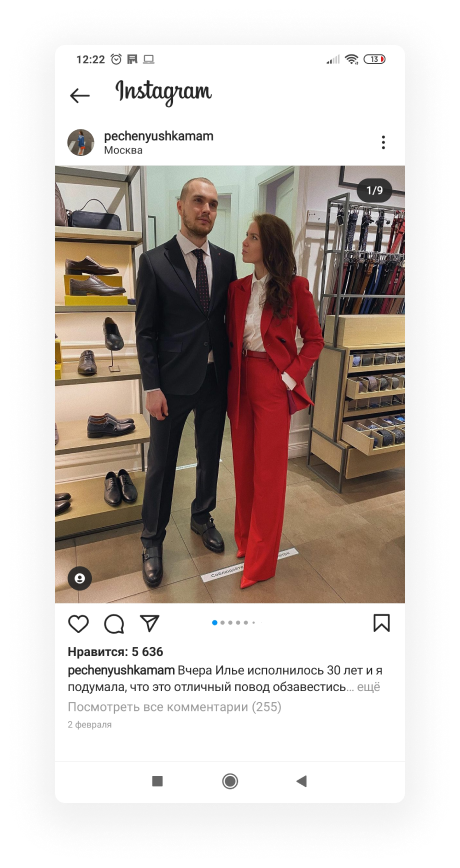 12:22
13
Instagram
pechenyushkamam
Москва
1/9
Нравится: 5 636
pechenyushkamam Вчера Илье исполнилось 30 лет и я
подумала, что это отличный повод обзавестись... ещё
Посмотреть все комментарии (255)
2 февраля